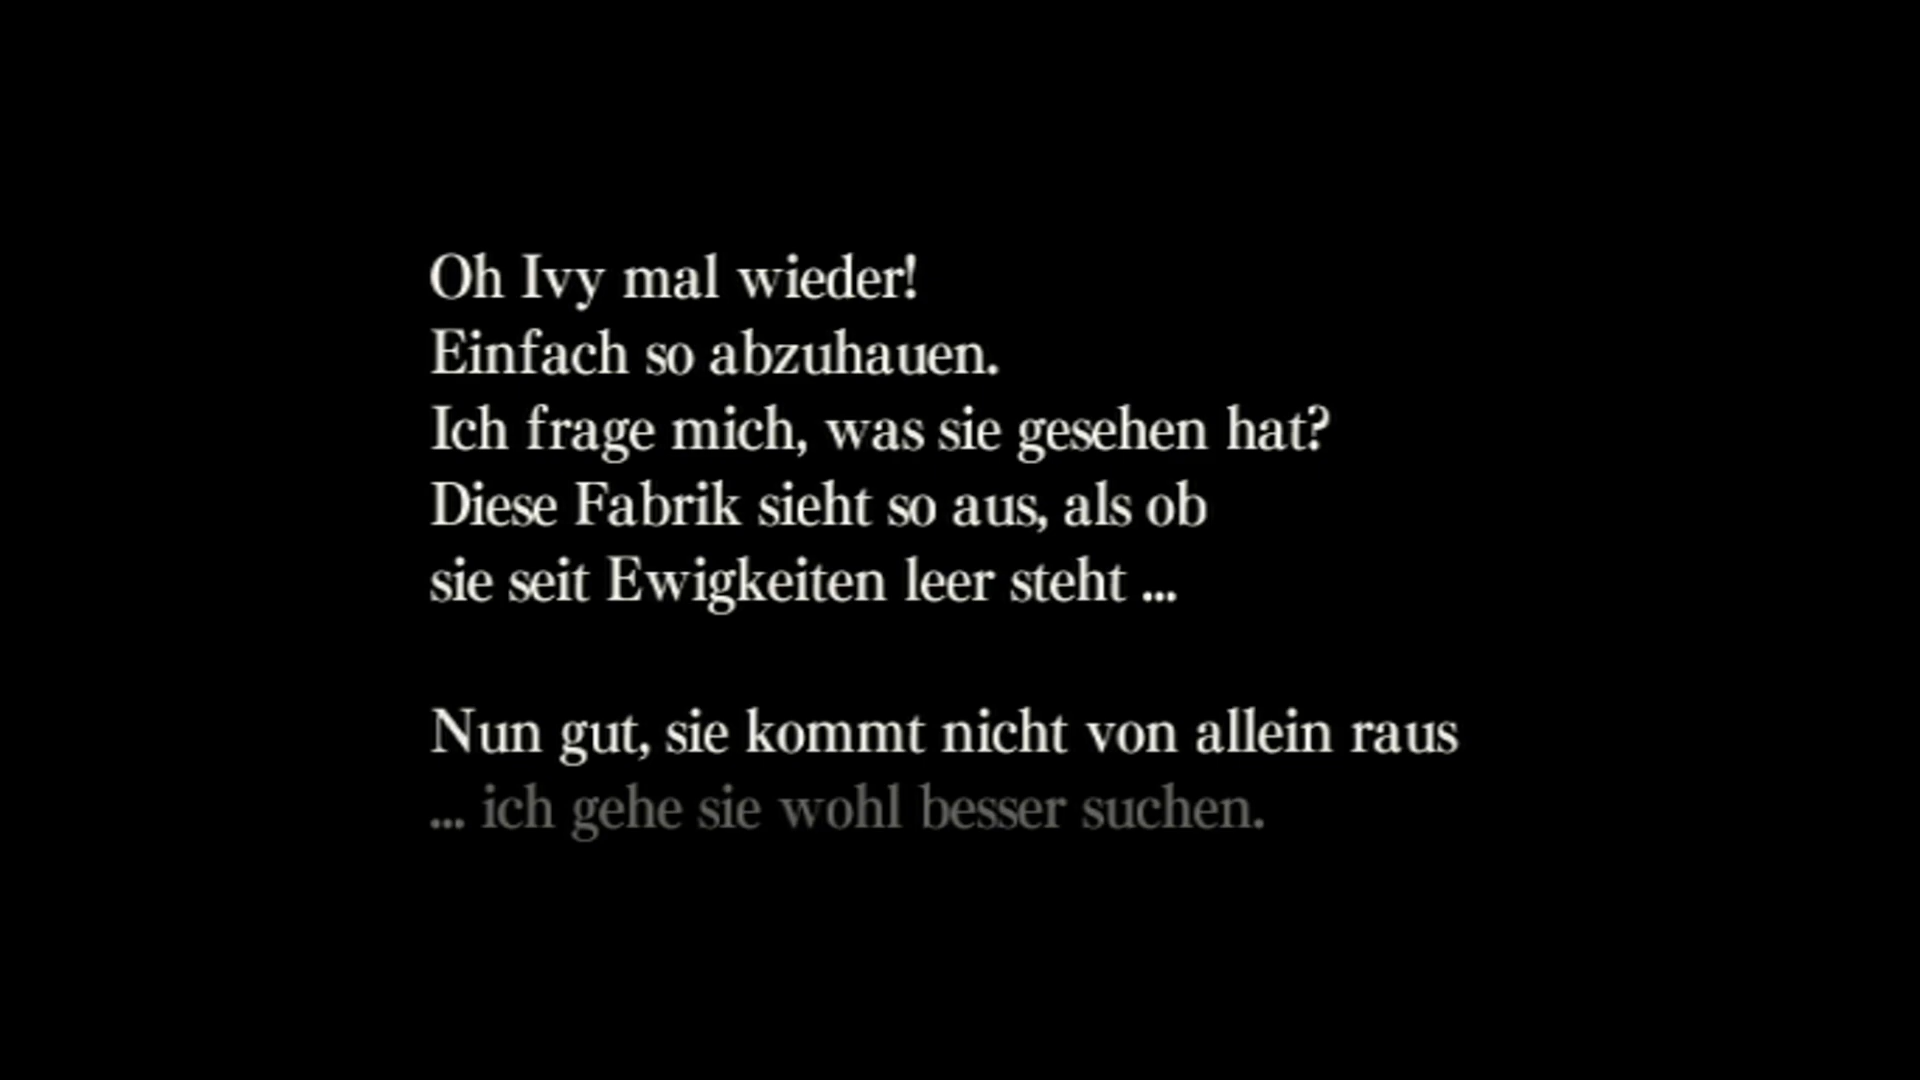 Oh Ivy mal wieder!
Einfach so abzuhauen.
Ich frage mich, was sie gesehen hat?
Diese Fabrik sieht so aus, als ob
sie seit Ewigkeiten leer steht ...
Nun gut, sie kommt nicht von allein raus
... ich gehe sie wohl besser suchen.